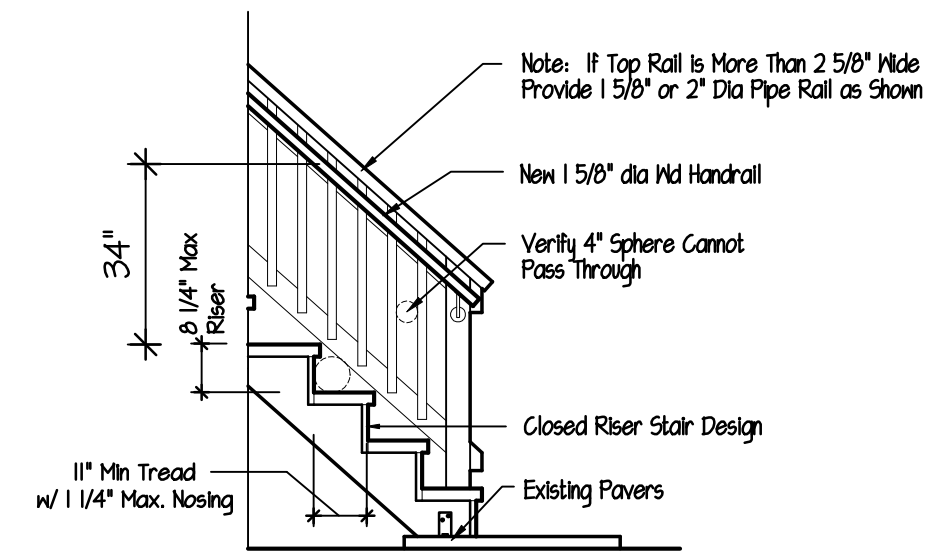 Note: If Top Rail is More Than 2 5/8" Wide
Provide 1 5/8" or 2" Dia Pipe Rail as Shown
New 1 5/8" dia Wd Handrail
Verify 4" Sphere Cannot
Pass Through
34"
8 1/4" Max
Riser
Closed Riser Stair Design
11" Min Tread
w/ 1 1/4" Max. Nosing
Existing Pavers